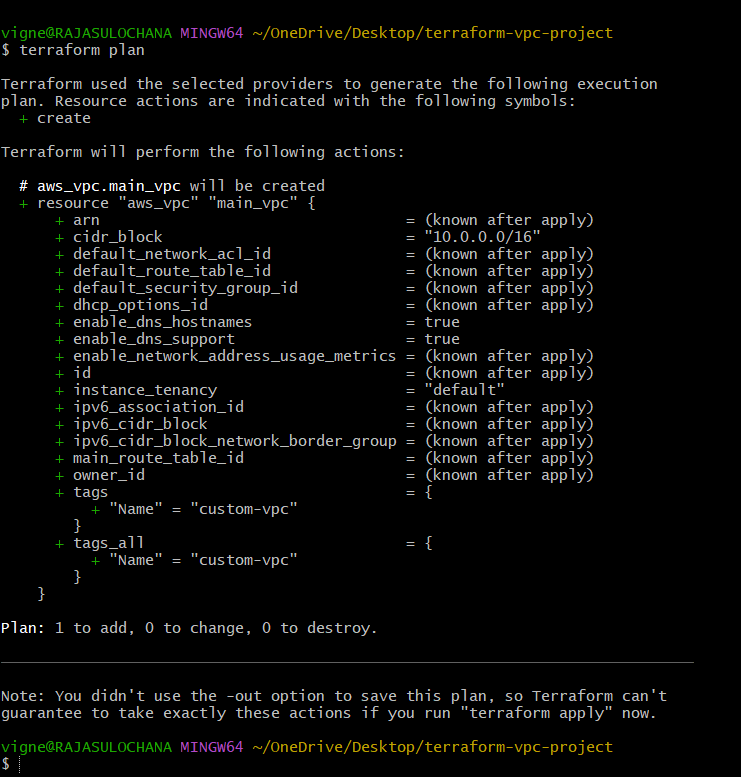 vigne@RAJASULOCHANA MINGW64 ~/OneDrive/Desktop/terraform-vpc-project
$ terraform plan
Terraform used the selected providers to generate the following execution
plan. Resource actions are indicated with the following symbols:
  + create
Terraform will perform the following actions:
  # aws_vpc.main_vpc will be created
  + resource "aws_vpc" "main_vpc" {
      + arn                                  = (known after apply)
      + cidr_block                           = "10.0.0.0/16"
      + default_network_acl_id               = (known after apply)
      + default_route_table_id               = (known after apply)
      + default_security_group_id            = (known after apply)
      + dhcp_options_id                      = (known after apply)
      + enable_dns_hostnames                 = true
      + enable_dns_support                   = true
      + enable_network_address_usage_metrics = (known after apply)
      + id                                   = (known after apply)
      + instance_tenancy                     = "default"
      + ipv6_association_id                  = (known after apply)
      + ipv6_cidr_block                      = (known after apply)
      + ipv6_cidr_block_network_border_group = (known after apply)
      + main_route_table_id                  = (known after apply)
      + owner_id                             = (known after apply)
      + tags                                 = {
          + "Name" = "custom-vpc"
        }
      + tags_all                             = {
          + "Name" = "custom-vpc"
        }
    }
Plan: 1 to add, 0 to change, 0 to destroy.
Note: You didn't use the -out option to save this plan, so Terraform can't
guarantee to take exactly these actions if you run "terraform apply" now.
vigne@RAJASULOCHANA MINGW64 ~/OneDrive/Desktop/terraform-vpc-project
$